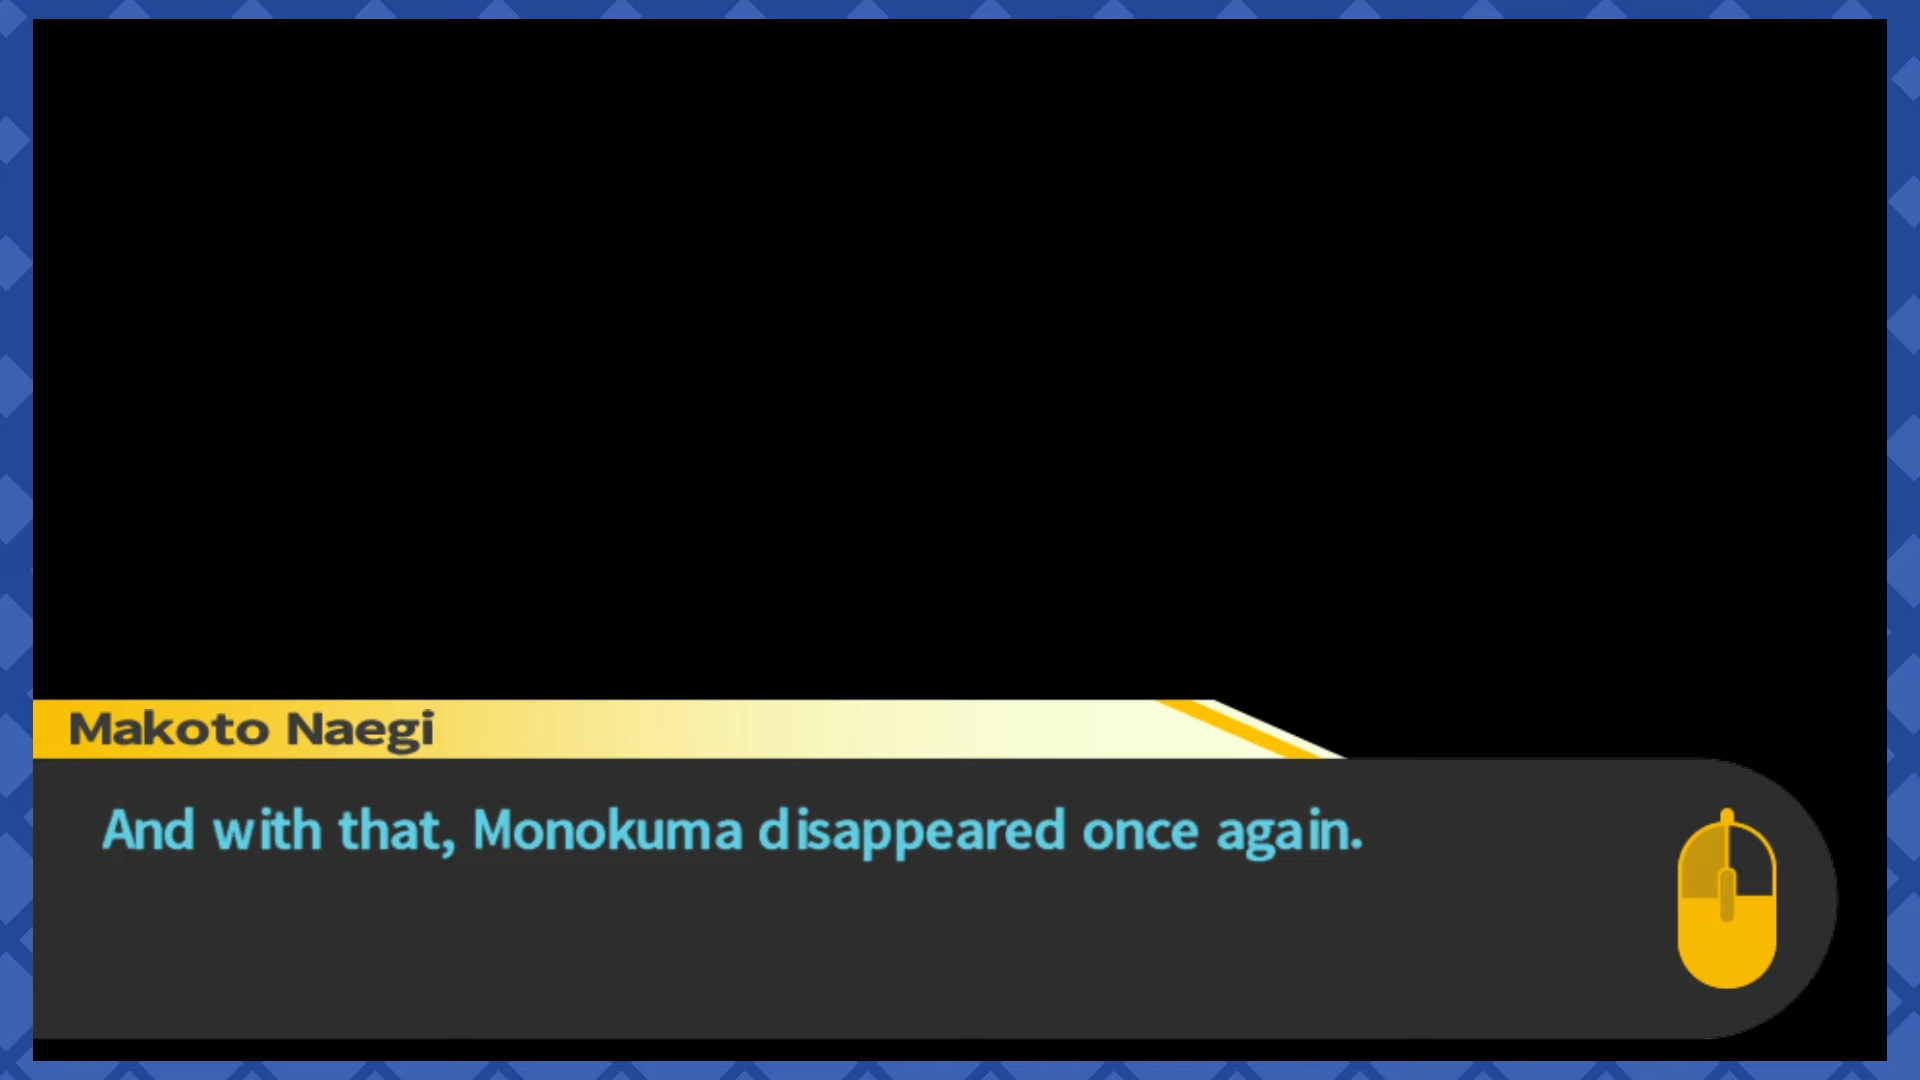 Makoto Naegi
And with that, Monokuma disappeared once again.